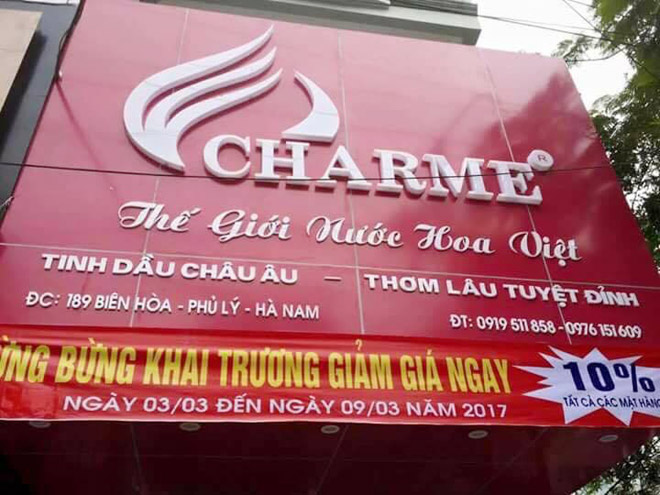 CHARME®
Thế Giới Nước Hoa Việt
TINH DẦU CHÂU ÂU – THƠM LÂU TUYỆT ĐỈNH
ĐC: 189 BIÊN HÒA - PHỦ LÝ - HÀ NAM
ĐT: 0919 511 858 - 0976 151 609
BỪNG KHAI TRƯƠNG GIẢM GIÁ NGAY 10%
TẤT CẢ CÁC MẶT HÀNG
NGÀY 03/03 ĐẾN NGÀY 09/03 NĂM 2017